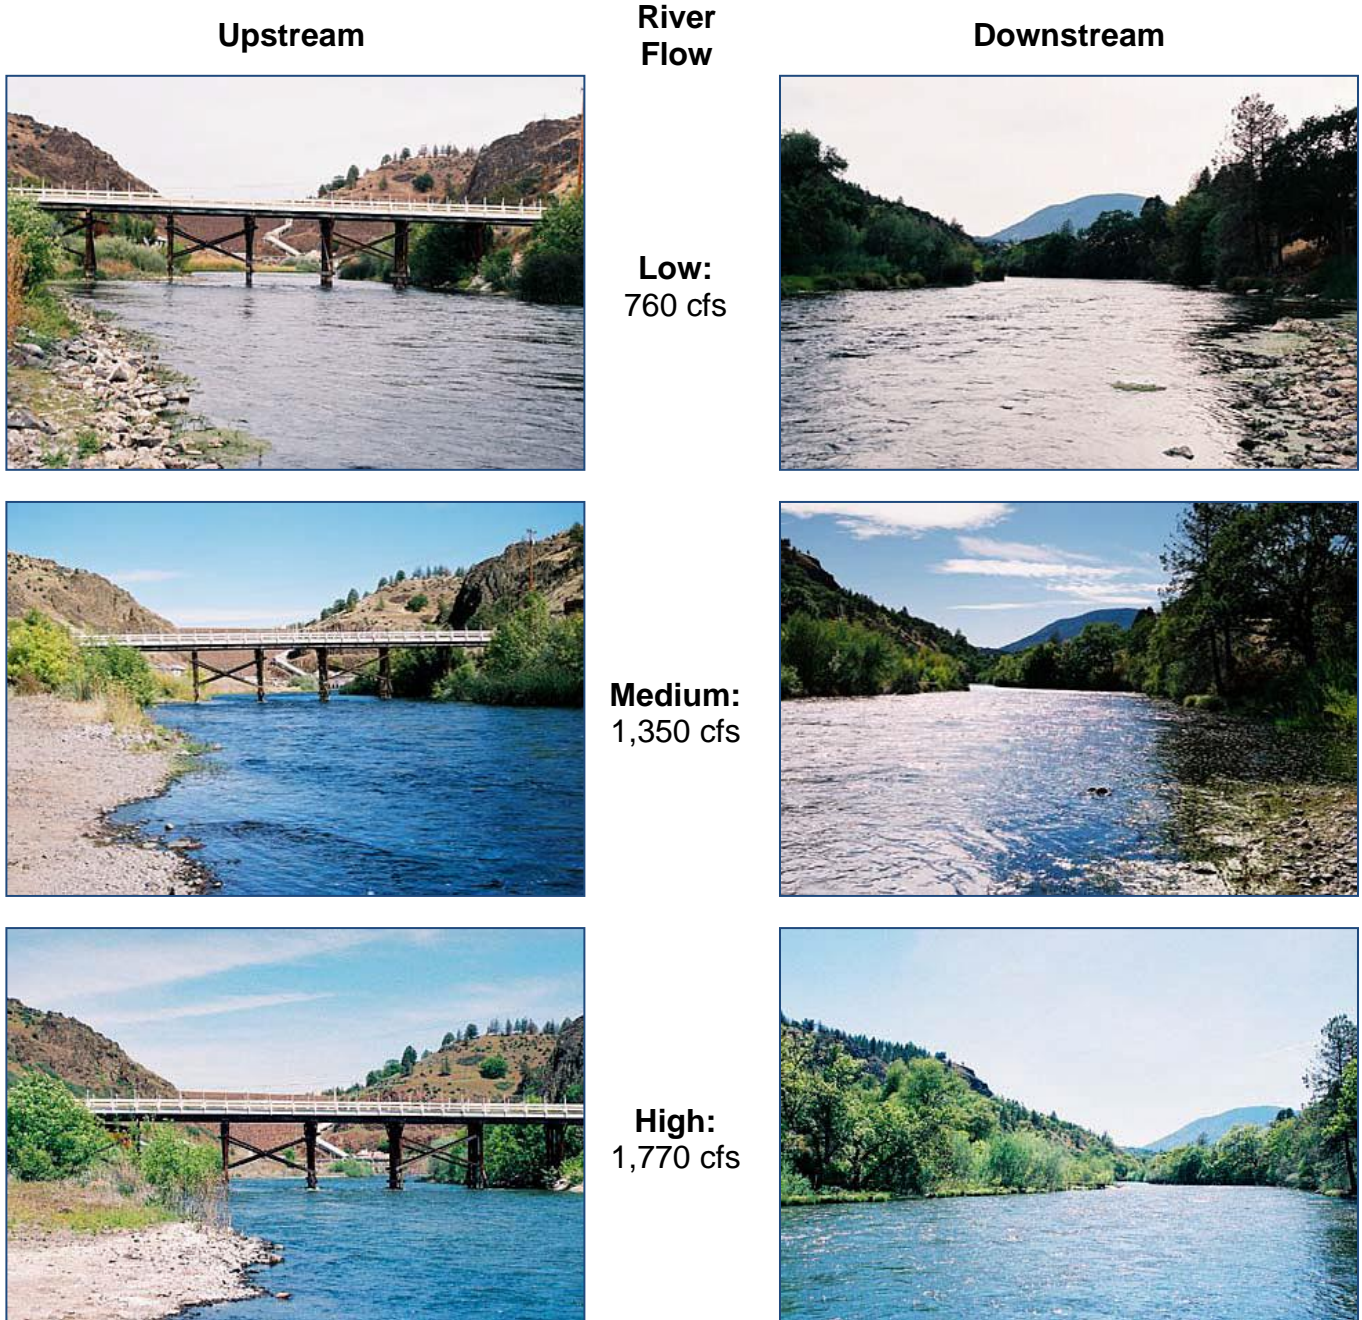 Upstream
River
Flow
Downstream
Low:
760 cfs
Medium:
1,350 cfs
High:
1,770 cfs